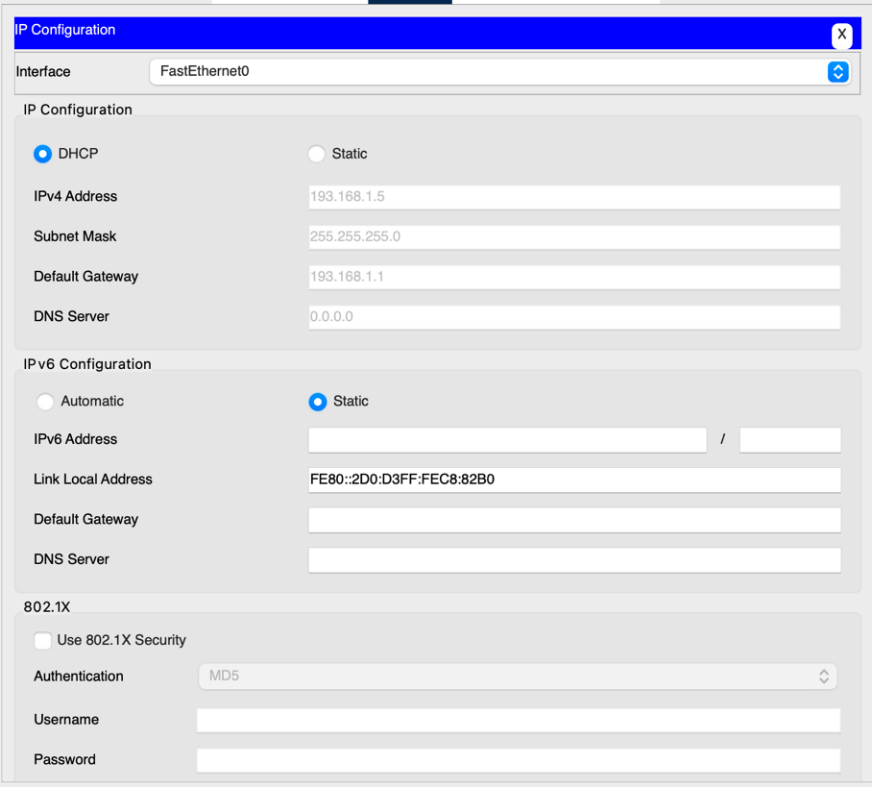 IP Configuration X
Interface FastEthernet0
IP Configuration
DHCP Static
IPv4 Address 193.168.1.5
Subnet Mask 255.255.255.0
Default Gateway 193.168.1.1
DNS Server 0.0.0.0
IPv6 Configuration
Automatic Static
IPv6 Address /
Link Local Address FE80::2D0:D3FF:FEC8:82B0
Default Gateway
DNS Server
802.1X
Use 802.1X Security
Authentication MD5
Username
Password